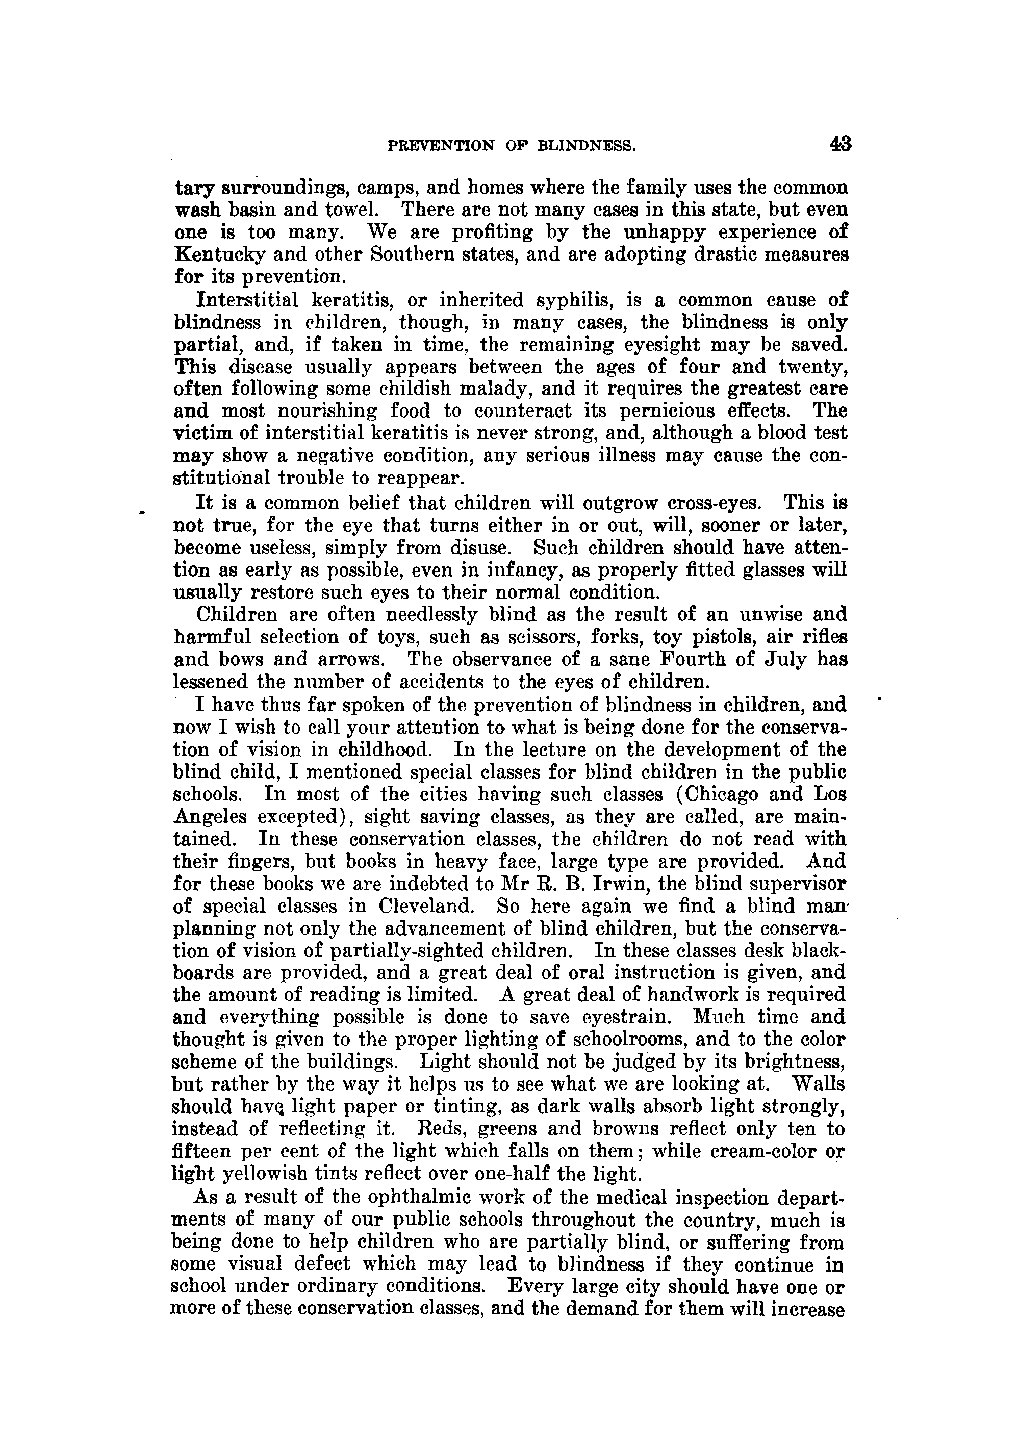 PREVENTION OF BLINDNESS. 43
tary surroundings, camps, and homes where the family uses the common
wash basin and towel. There are not many cases in this state, but even
one is too many. We are profiting by the unhappy experience of
Kentucky and other Southern states, and are adopting drastic measures
for its prevention.
Interstitial keratitis, or inherited syphilis, is a common cause of
blindness in children, though, in many cases, the blindness is only
partial, and, if taken in time, the remaining eyesight may be saved.
This disease usually appears between the ages of four and twenty,
often following some childish malady, and it requires the greatest care
and most nourishing food to counteract its pernicious effects. The
victim of interstitial keratitis is never strong, and, although a blood test
may show a negative condition, any serious illness may cause the con-
stitutional trouble to reappear.
It is a common belief that children will outgrow cross-eyes. This is
not true, for the eye that turns either in or out, will, sooner or later,
become useless, simply from disuse. Such children should have atten-
tion as early as possible, even in infancy, as properly fitted glasses will
usually restore such eyes to their normal condition.
Children are often needlessly blind as the result of an unwise and
harmful selection of toys, such as scissors, forks, toy pistols, air rifles
and bows and arrows. The observance of a sane Fourth of July has
lessened the number of accidents to the eyes of children.
I have thus far spoken of the prevention of blindness in children, and
now I wish to call your attention to what is being done for the conserva-
tion of vision in childhood. In the lecture on the development of the
blind child, I mentioned special classes for blind children in the public
schools. In most of the cities having such classes (Chicago and Los
Angeles excepted), sight saving classes, as they are called, are main-
tained. In these conservation classes, the children do not read with
their fingers, but books in heavy face, large type are provided. And
for these books we are indebted to Mr R. B. Irwin, the blind supervisor
of special classes in Cleveland. So here again we find a blind man
planning not only the advancement of blind children, but the conserva-
tion of vision of partially-sighted children. In these classes desk black-
boards are provided, and a great deal of oral instruction is given, and
the amount of reading is limited. A great deal of handwork is required
and everything possible is done to save eyestrain. Much time and
thought is given to the proper lighting of schoolrooms, and to the color
scheme of the buildings. Light should not be judged by its brightness,
but rather by the way it helps us to see what we are looking at. Walls
should have light paper or tinting, as dark walls absorb light strongly,
instead of reflecting it. Reds, greens and browns reflect only ten to
fifteen per cent of the light which falls on them; while cream-color or
light yellowish tints reflect over one-half the light.
As a result of the ophthalmic work of the medical inspection depart-
ments of many of our public schools throughout the country, much is
being done to help children who are partially blind, or suffering from
some visual defect which may lead to blindness if they continue in
school under ordinary conditions. Every large city should have one or
more of these conservation classes, and the demand for them will increase